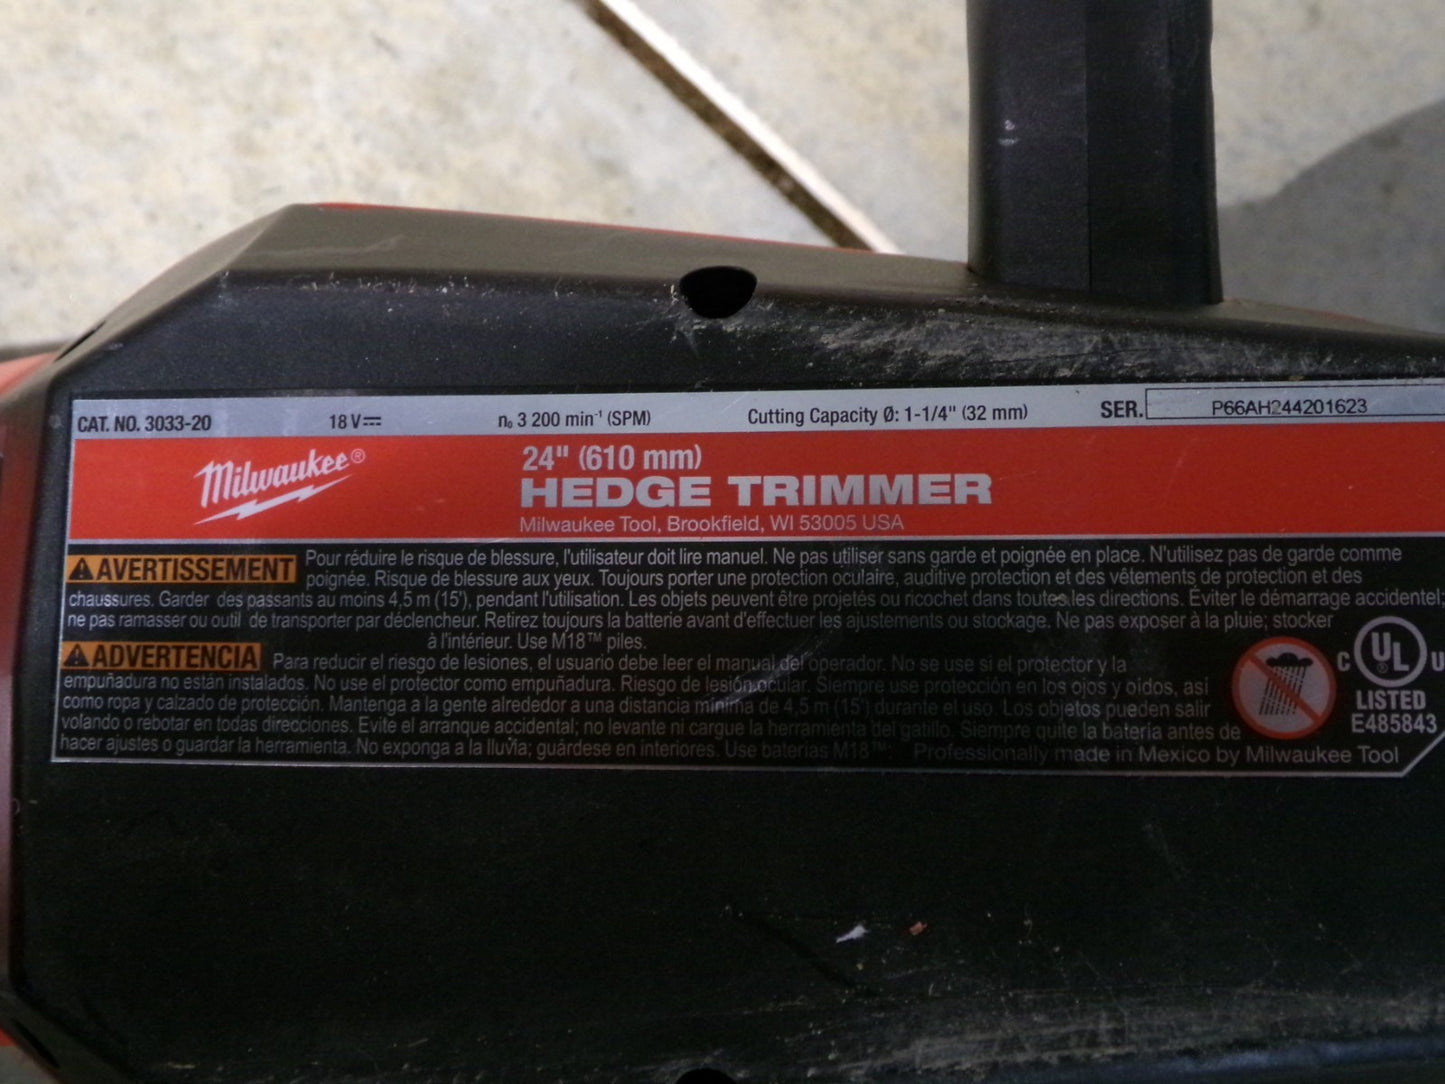 CAT. NO. 3033-20 18 V n₀ 3 200 min⁻¹ (SPM) Cutting Capacity Ø: 1-1/4" (32 mm) SER. P66AH244201623
Milwaukee®
24" (610 mm)
HEDGE TRIMMER
Milwaukee Tool, Brookfield, WI 53005 USA
AVERTISSEMENT Pour réduire le risque de blessure, l'utilisateur doit lire manuel. Ne pas utiliser sans garde et poignée en place. N'utilisez pas de garde comme
poignée. Risque de blessure aux yeux. Toujours porter une protection oculaire, auditive protection et des vêtements de protection et des
chaussures. Garder des passants au moins 4,5 m (15'), pendant l'utilisation. Les objets peuvent être projetés ou ricochet dans toutes les directions. Éviter le démarrage accidentel;
ne pas ramasser ou outil de transporter par déclencheur. Retirez toujours la batterie avant d'effectuer les ajustements ou stockage. Ne pas exposer à la pluie; stocker
à l'intérieur. Use M18™ piles.
ADVERTENCIA Para reducir el riesgo de lesiones, el usuario debe leer el manual del operador. No se use si el protector y la
empuñadura no están instalados. No use el protector como empuñadura. Riesgo de lesión ocular. Siempre use protección en los ojos y oidos, asi
como ropa y calzado de protección. Mantenga a la gente alrededor a una distancia mínima de 4,5 m (15') durante el uso. Los objetos pueden salir
volando o rebotar en todas direcciones. Evite el arranque accidental; no levante ni cargue la herramienta del gatillo. Siempre quite la batería antes de
hacer ajustes o guardar la herramienta. No exponga a la lluvia; guárdese en interiores. Use baterías M18™. Professionally made in Mexico by Milwaukee Tool
C UL® U
LISTED
E485843